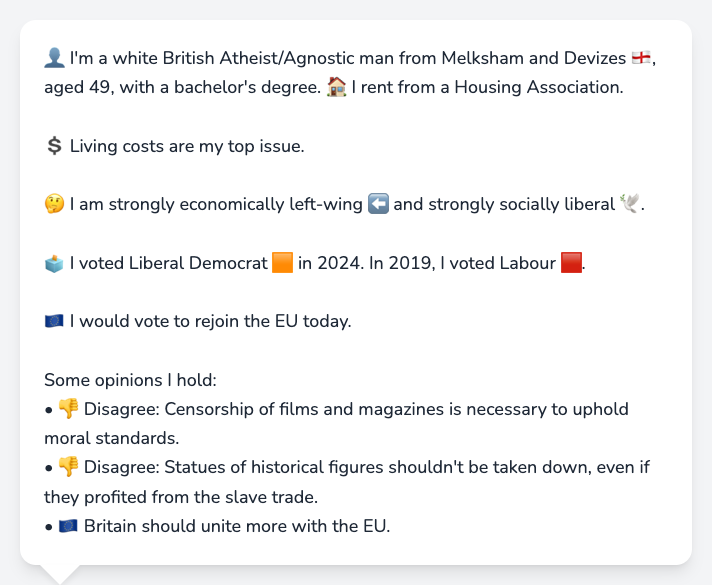 👤 I'm a white British Atheist/Agnostic man from Melksham and Devizes 🏴󠁧󠁢󠁥󠁮󠁧󠁿,
aged 49, with a bachelor's degree. 🏠 I rent from a Housing Association.
💲 Living costs are my top issue.
🤔 I am strongly economically left-wing ⬅️ and strongly socially liberal 🕊️.
🗳️ I voted Liberal Democrat 🟧 in 2024. In 2019, I voted Labour 🟥.
🇪🇺 I would vote to rejoin the EU today.
Some opinions I hold:
• 👎 Disagree: Censorship of films and magazines is necessary to uphold
moral standards.
• 👎 Disagree: Statues of historical figures shouldn't be taken down, even if
they profited from the slave trade.
• 🇪🇺 Britain should unite more with the EU.